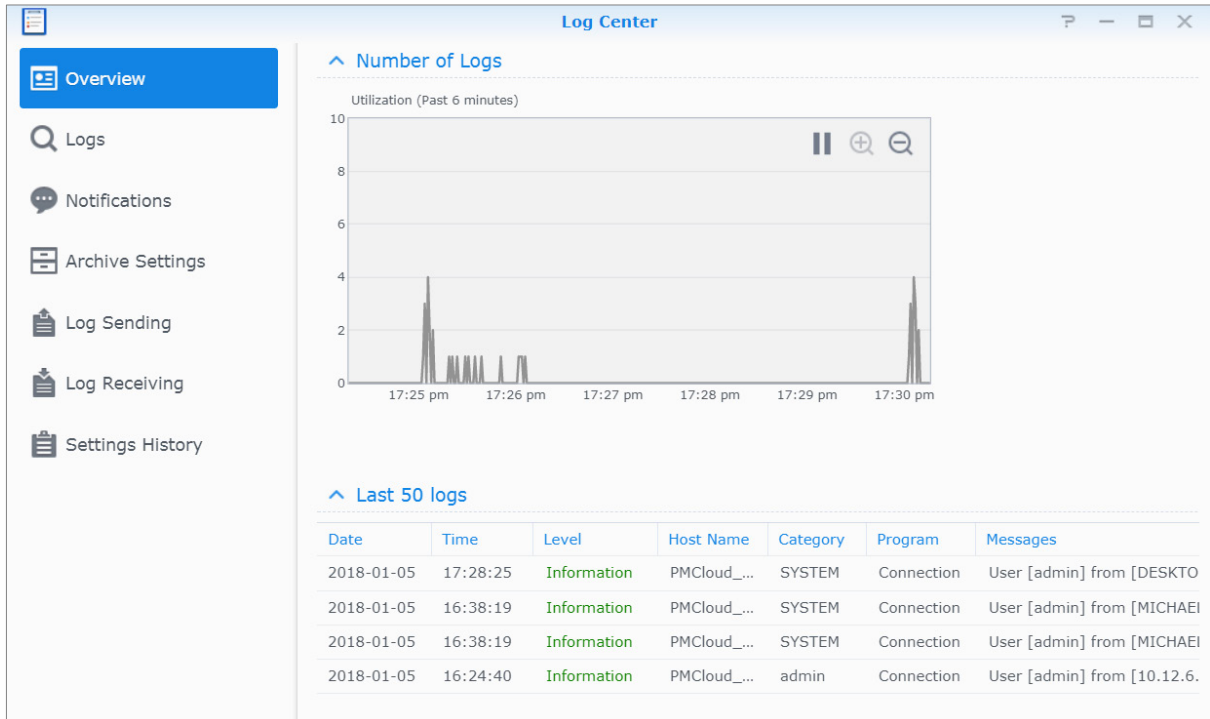 Log Center
Overview
Logs
Notifications
Archive Settings
Log Sending
Log Receiving
Settings History
Number of Logs
Utilization (Past 6 minutes)
10
8
6
4
2
0
17:25 pm 17:26 pm 17:27 pm 17:28 pm 17:29 pm 17:30 pm
Last 50 logs
Date Time Level Host Name Category Program Messages
2018-01-05 17:28:25 Information PMCloud_... SYSTEM Connection User [admin] from [DESKTO
2018-01-05 16:38:19 Information PMCloud_... SYSTEM Connection User [admin] from [MICHAEL
2018-01-05 16:38:19 Information PMCloud_... SYSTEM Connection User [admin] from [MICHAEL
2018-01-05 16:24:40 Information PMCloud_... admin Connection User [admin] from [10.12.6.